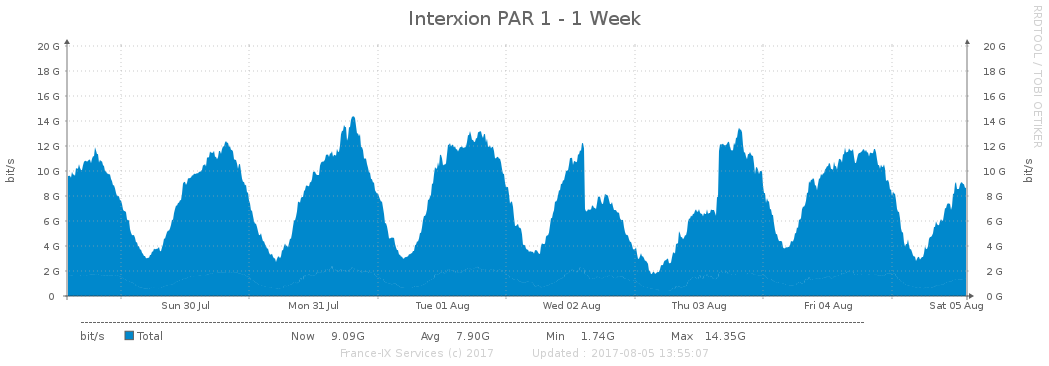 Interxion PAR 1 - 1 Week
RRDTOOL / TOBI OETIKER
20 G 20 G
18 G 18 G
16 G 16 G
14 G 14 G
12 G 12 G
10 G 10 G
8 G 8 G
6 G 6 G
4 G 4 G
2 G 2 G
0 0 G
bit/s bit/s
Sun 30 Jul Mon 31 Jul Tue 01 Aug Wed 02 Aug Thu 03 Aug Fri 04 Aug Sat 05 Aug
bit/s Total Now 9.09G Avg 7.90G Min 1.74G Max 14.35G
France-IX Services (c) 2017 Updated : 2017-08-05 13:55:07